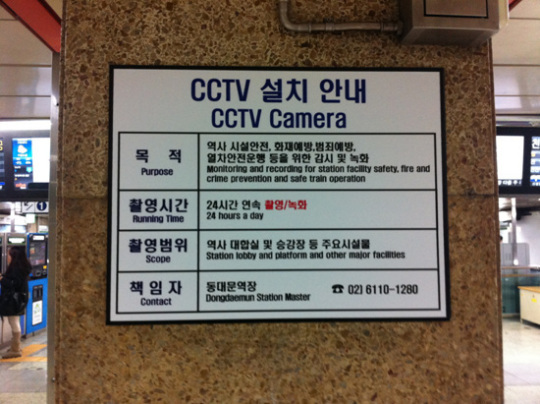 CCTV 설치 안내
CCTV Camera
목 적
Purpose
역사 시설안전, 화재예방,범죄예방,
열차안전운행 등을 위한 감시 및 녹화
Monitoring and recording for station facility safety, fire and
crime prevention and safe train operation
촬영시간
Running Time
24시간 연속 촬영/녹화
24 hours a day
촬영범위
Scope
역사 대합실 및 승강장 등 주요시설물
Station lobby and platform and other major facilities
책 임 자
Contact
동대문역장 ☎ 02) 6110-1280
Dongdaemun Station Master